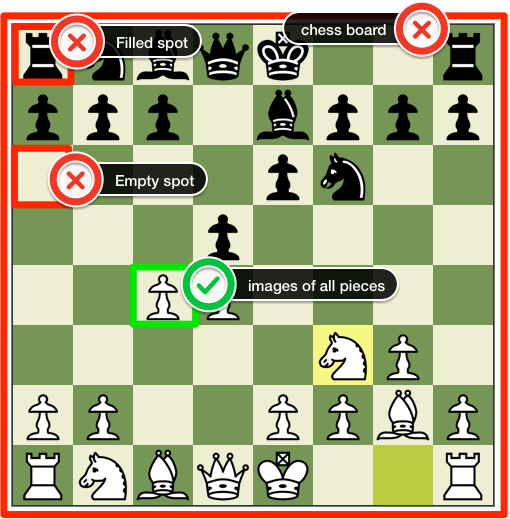 Filled spot
chess board
Empty spot
images of all pieces